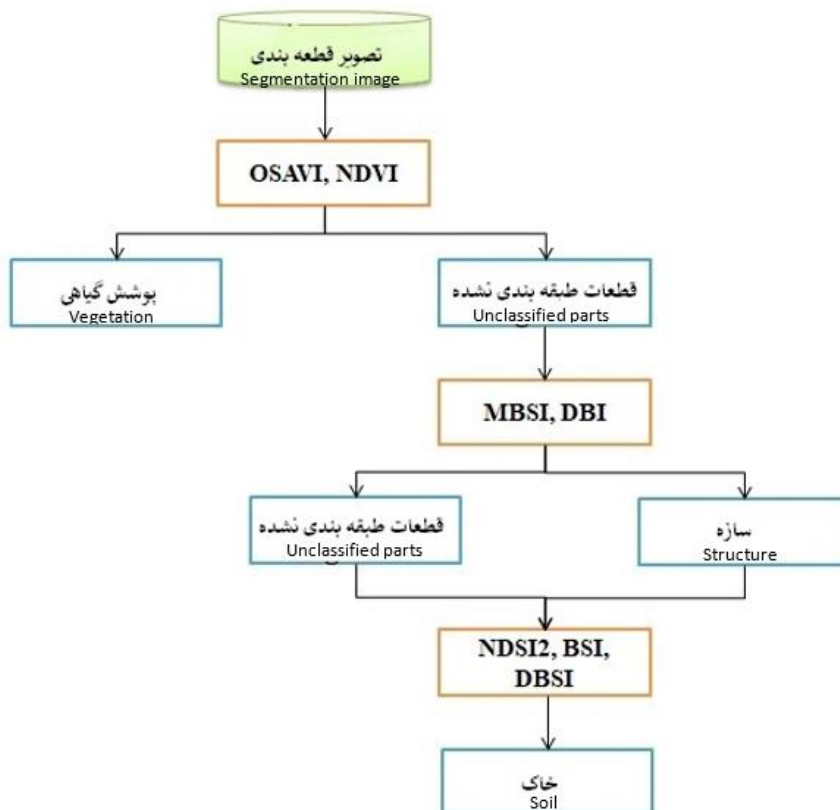 تصویر قطعه بندی
Segmentation image
OSAVI, NDVI
پوشش گیاهی
Vegetation
قطعات طبقه بندی نشده
Unclassified parts
MBSI, DBI
قطعات طبقه بندی نشده
Unclassified parts
سازه
Structure
NDSI2, BSI,
DBSI
خاک
Soil